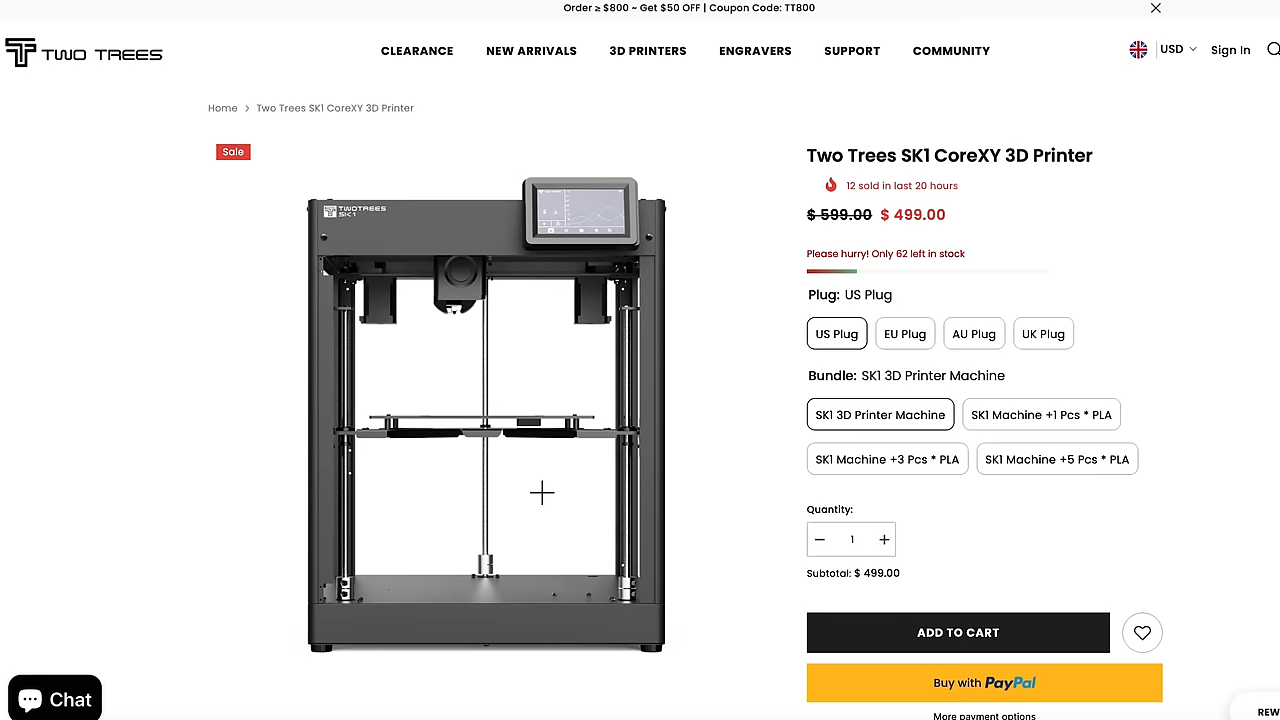 Order ≥ $800 ~ Get $50 OFF | Coupon Code: TT800
TWO TREES
CLEARANCE
NEW ARRIVALS
3D PRINTERS
ENGRAVERS
SUPPORT
COMMUNITY
USD
Sign In
Home > Two Trees SK1 CoreXY 3D Printer
Sale
TWOTREES
SK1
Two Trees SK1 CoreXY 3D Printer
12 sold in last 20 hours
$ 599.00 $ 499.00
Please hurry! Only 62 left in stock
Plug: US Plug
US Plug
EU Plug
AU Plug
UK Plug
Bundle: SK1 3D Printer Machine
SK1 3D Printer Machine
SK1 Machine +1 Pcs * PLA
SK1 Machine +3 Pcs * PLA
SK1 Machine +5 Pcs * PLA
Quantity:
1
Subtotal: $ 499.00
ADD TO CART
Buy with PayPal
More payment options
Chat
REW